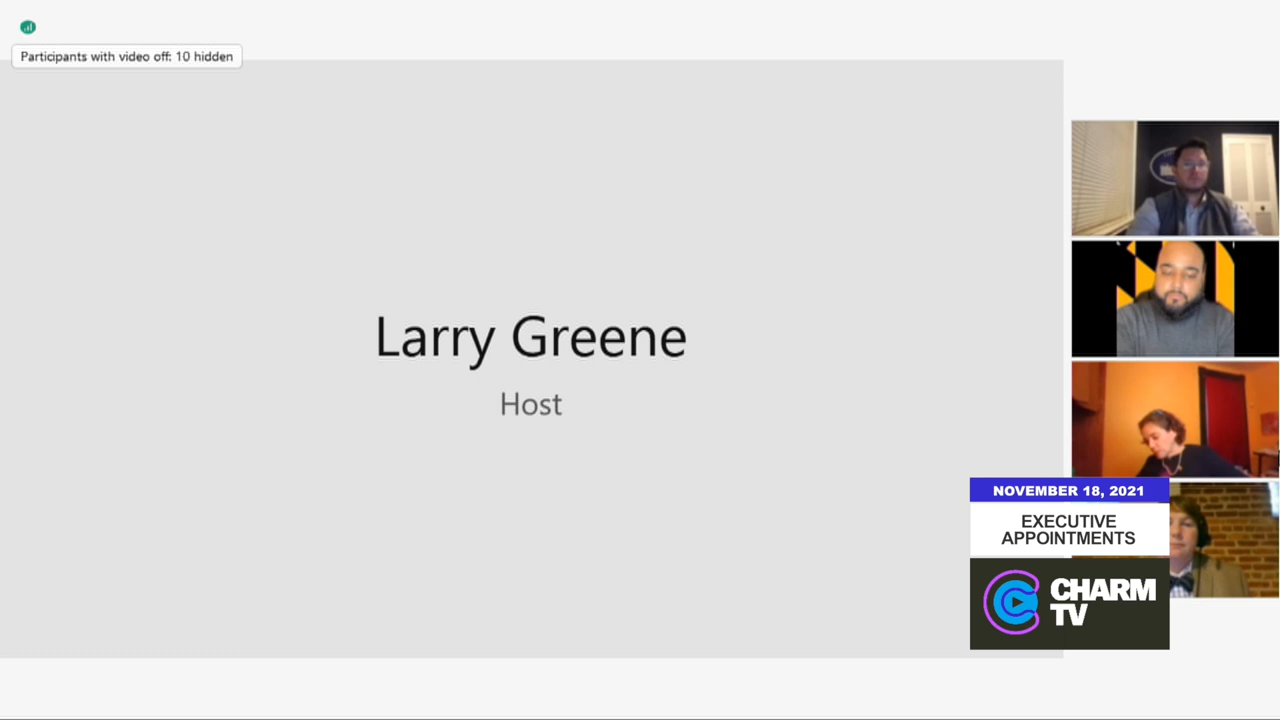 Participants with video off: 10 hidden
Larry Greene
Host
NOVEMBER 18, 2021
EXECUTIVE
APPOINTMENTS
CHARM
TV